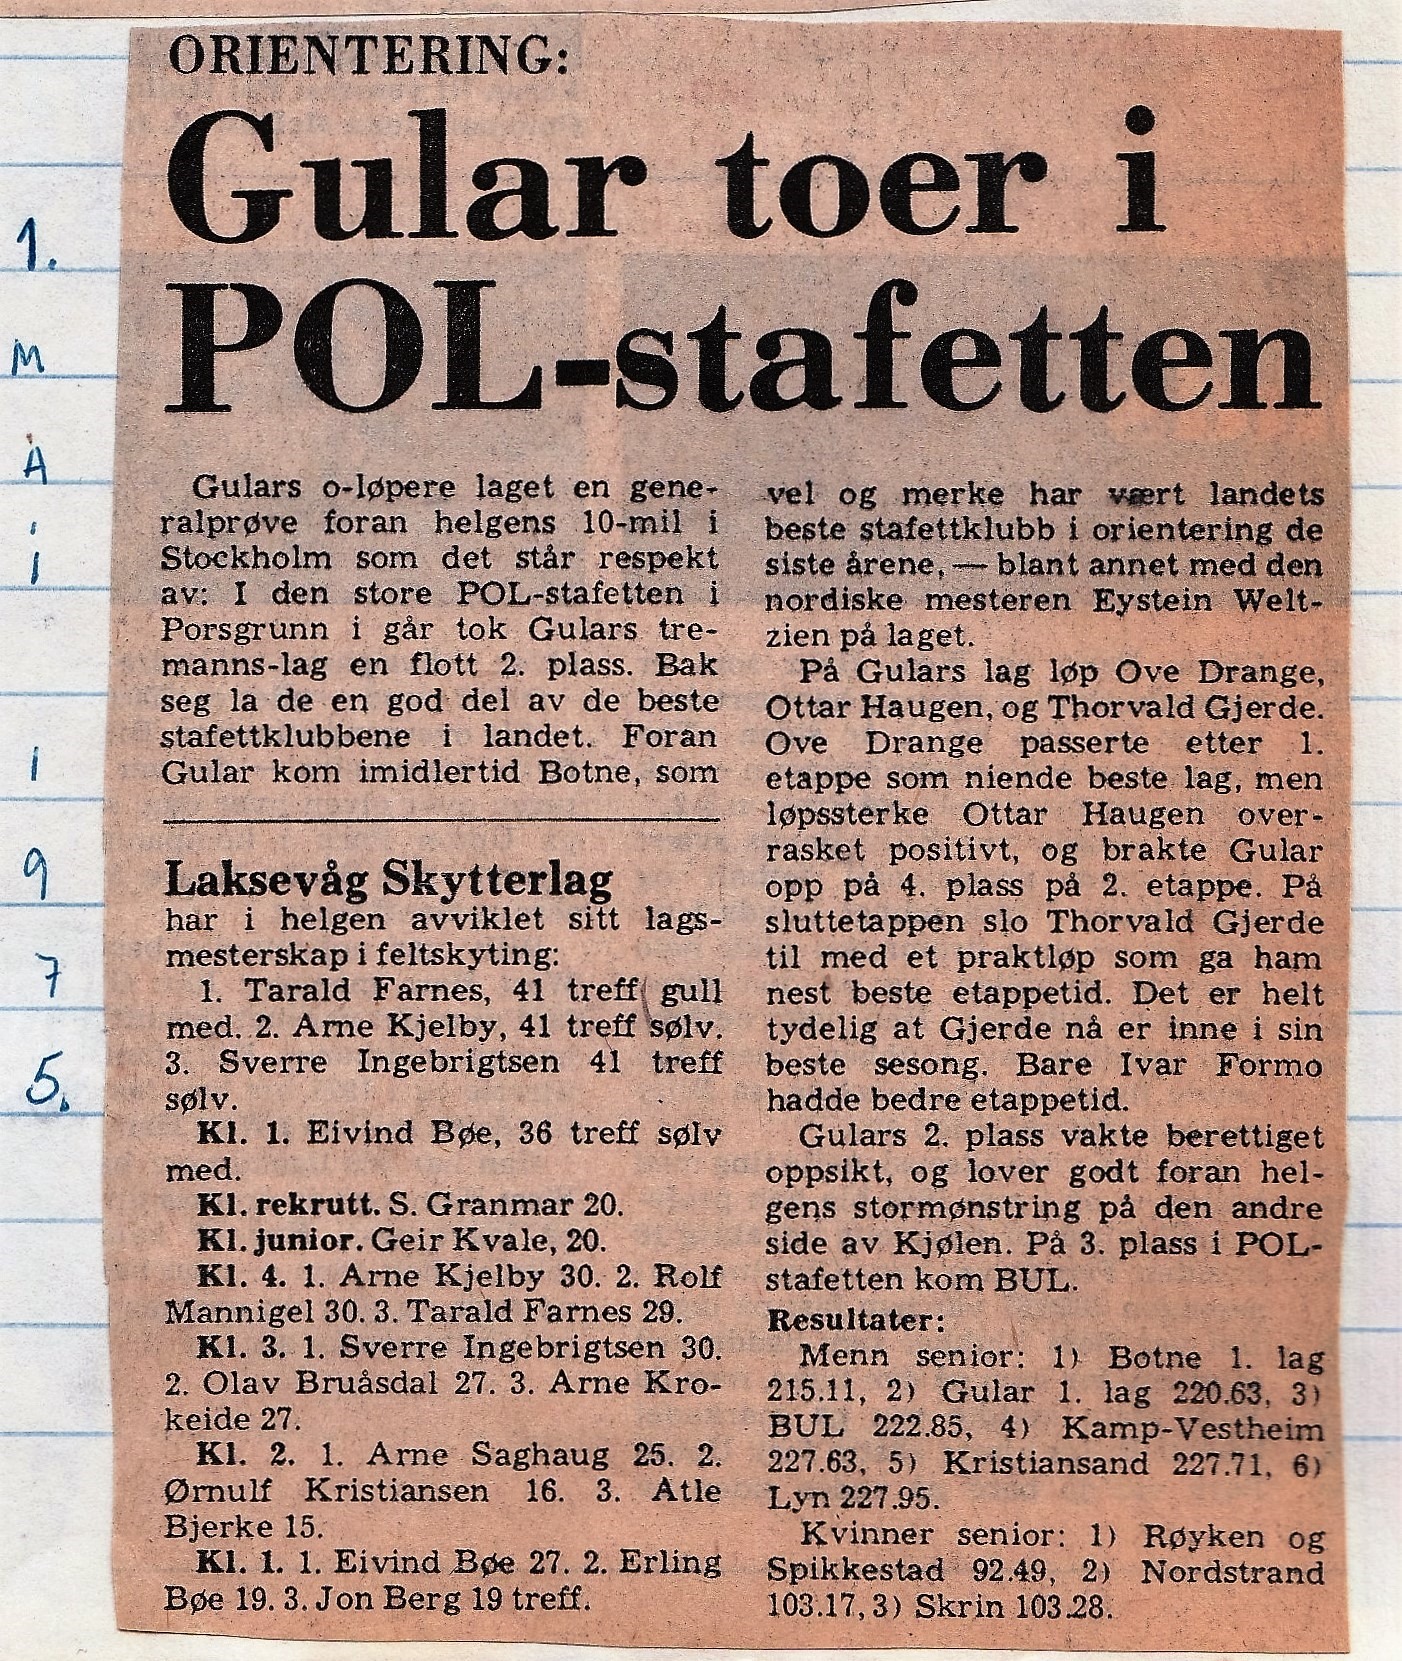 ORIENTERING:
Gular toer i
POL-stafetten
1.
M
A
i
i
1
9
7
5.
Gulars o-løpere laget en gene-
ralprøve foran helgens 10-mil i
Stockholm som det står respekt
av: I den store POL-stafetten i
Porsgrunn i går tok Gulars tre-
manns-lag en flott 2. plass. Bak
seg la de en god del av de beste
stafettklubbene i landet. Foran
Gular kom imidlertid Botne, som
vel og merke har vært landets
beste stafettklubb i orientering de
siste årene, — blant annet med den
nordiske mesteren Eystein Welt-
zien på laget.
På Gulars lag løp Ove Drange,
Ottar Haugen, og Thorvald Gjerde.
Ove Drange passerte etter 1.
etappe som niende beste lag, men
løpssterke Ottar Haugen over-
rasket positivt, og brakte Gular
opp på 4. plass på 2. etappe. På
sluttetappen slo Thorvald Gjerde
til med et praktløp som ga ham
nest beste etappetid. Det er helt
tydelig at Gjerde nå er inne i sin
beste sesong. Bare Ivar Formo
hadde bedre etappetid.
Gulars 2. plass vakte berettiget
oppsikt, og lover godt foran hel-
gens stormønstring på den andre
side av Kjølen. På 3. plass i POL-
stafetten kom BUL.
Resultater:
Menn senior: 1) Botne 1. lag
215.11, 2) Gular 1. lag 220.63, 3)
BUL 222.85, 4) Kamp-Vestheim
227.63, 5) Kristiansand 227.71, 6)
Lyn 227.95.
Kvinner senior: 1) Røyken og
Spikkestad 92.49, 2) Nordstrand
103.17, 3) Skrin 103.28.
Laksevåg Skytterlag
har i helgen avviklet sitt lags-
mesterskap i feltskyting:
1. Tarald Farnes, 41 treff gull
med. 2. Arne Kjelby, 41 treff sølv.
3. Sverre Ingebrigtsen 41 treff
sølv.
Kl. 1. Eivind Bøe, 36 treff sølv
med.
Kl. rekrutt. S. Granmar 20.
Kl. junior. Geir Kvale, 20.
Kl. 4. 1. Arne Kjelby 30. 2. Rolf
Mannigel 30. 3. Tarald Farnes 29.
Kl. 3. 1. Sverre Ingebrigtsen 30.
2. Olav Bruåsdal 27. 3. Arne Kro-
keide 27.
Kl. 2. 1. Arne Saghaug 25. 2.
Ørnulf Kristiansen 16. 3. Atle
Bjerke 15.
Kl. 1. 1. Eivind Bøe 27. 2. Erling
Bøe 19. 3. Jon Berg 19 treff.